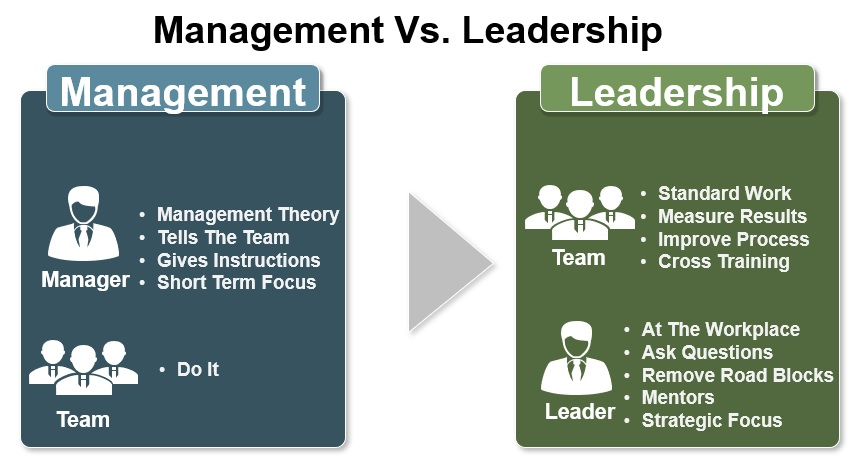 Management Vs. Leadership
Management
Manager
• Management Theory
• Tells The Team
• Gives Instructions
• Short Term Focus
Team
• Do It
Leadership
Team
• Standard Work
• Measure Results
• Improve Process
• Cross Training
Leader
• At The Workplace
• Ask Questions
• Remove Road Blocks
• Mentors
• Strategic Focus